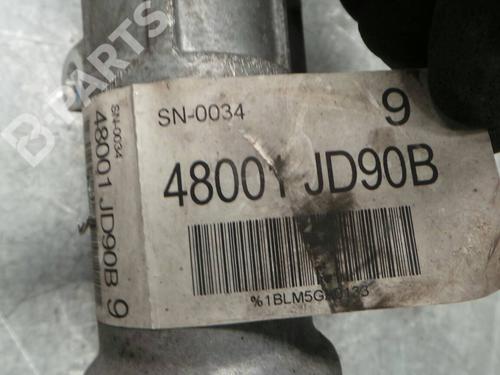 B-PARTS
SN-0034
9
48001 JD90B
SN-0034
48001 JD90B 9